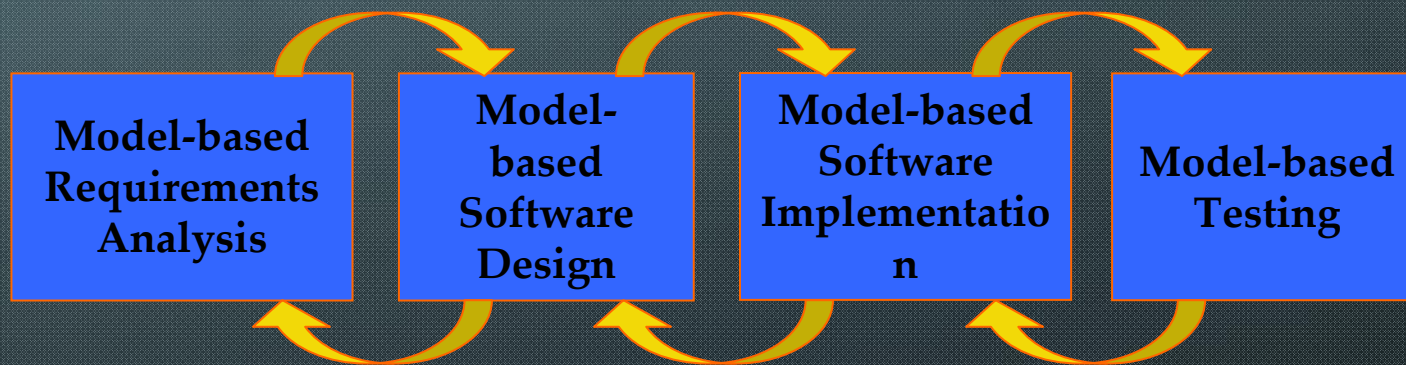 Model-based
Requirements
Analysis
Model-
based
Software
Design
Model-based
Software
Implementatio
n
Model-based
Testing